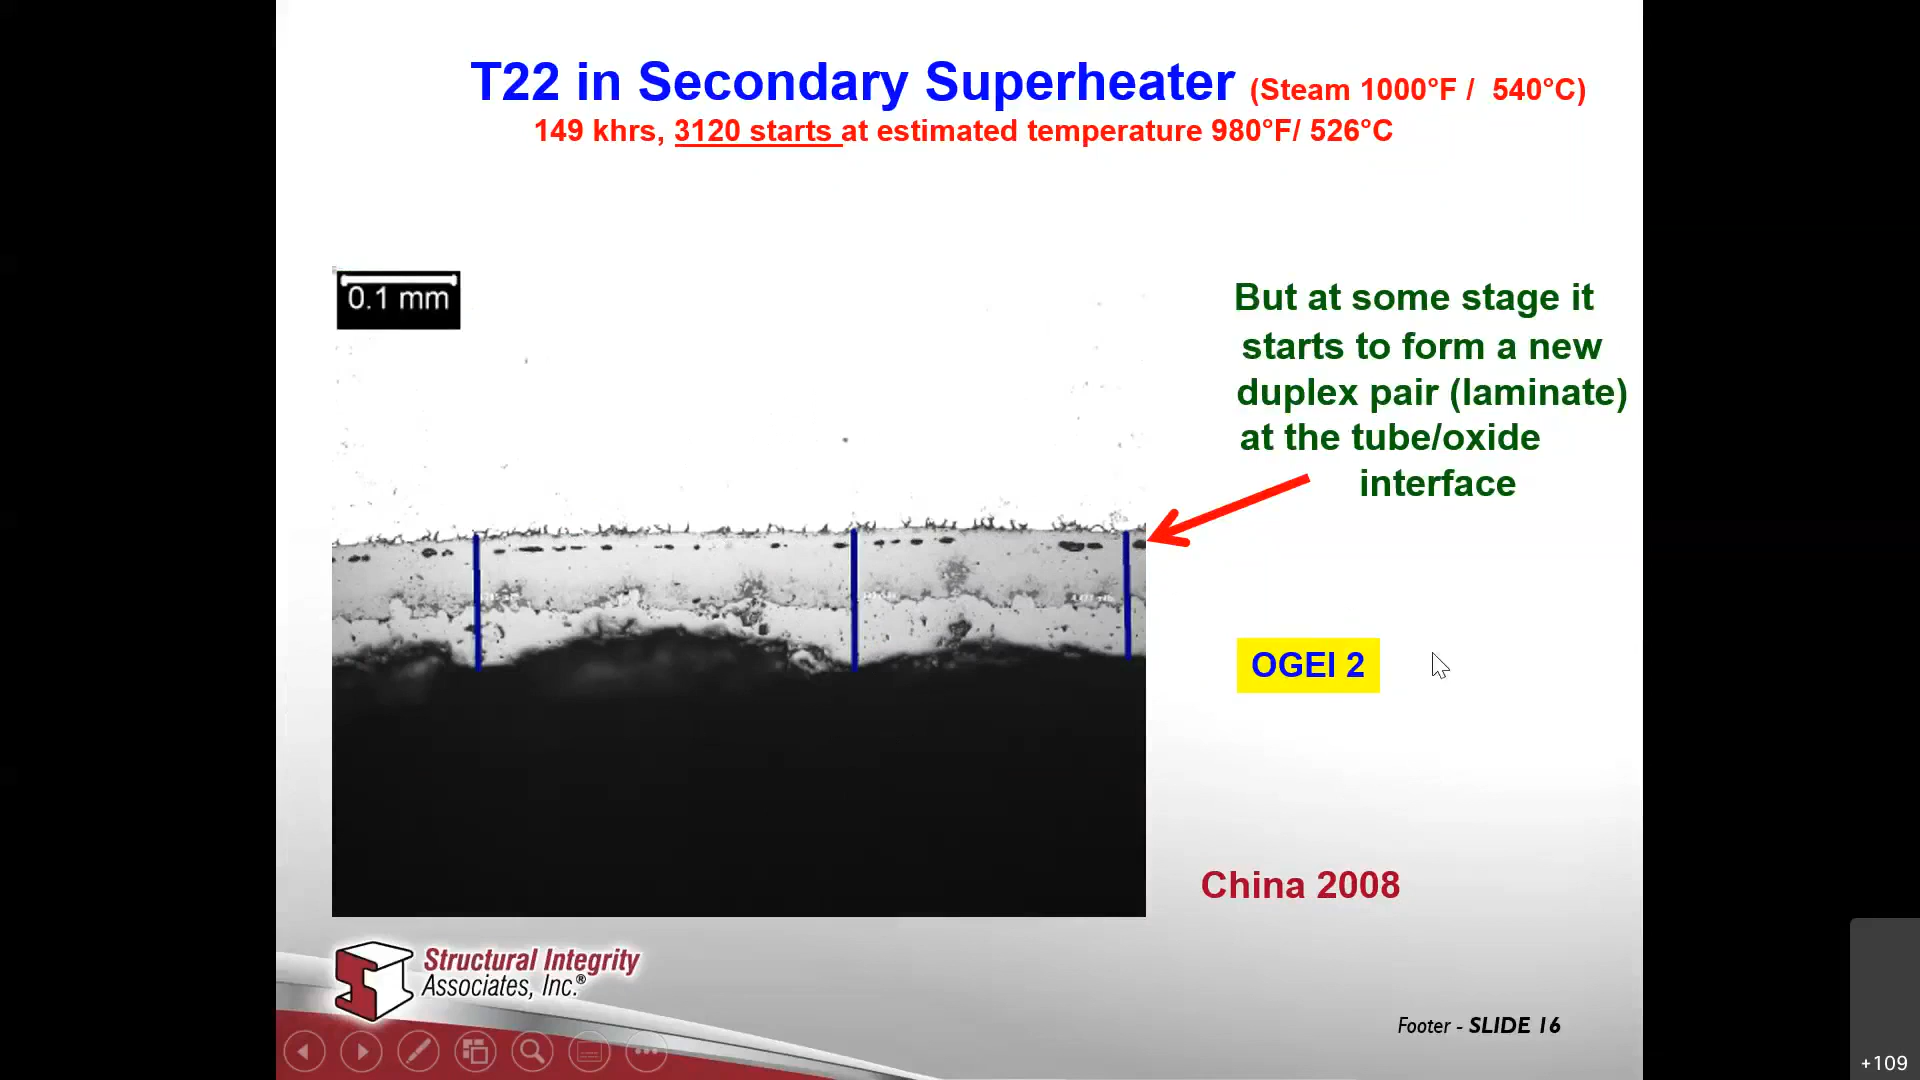 T22 in Secondary Superheater (Steam 1000°F /  540°C)
149 khrs, 3120 starts at estimated temperature 980°F/ 526°C
0.1 mm
But at some stage it
starts to form a new
duplex pair (laminate)
at the tube/oxide
interface
OGEI 2
China 2008
Structural Integrity
Associates, Inc.®
Footer - SLIDE 16
+109